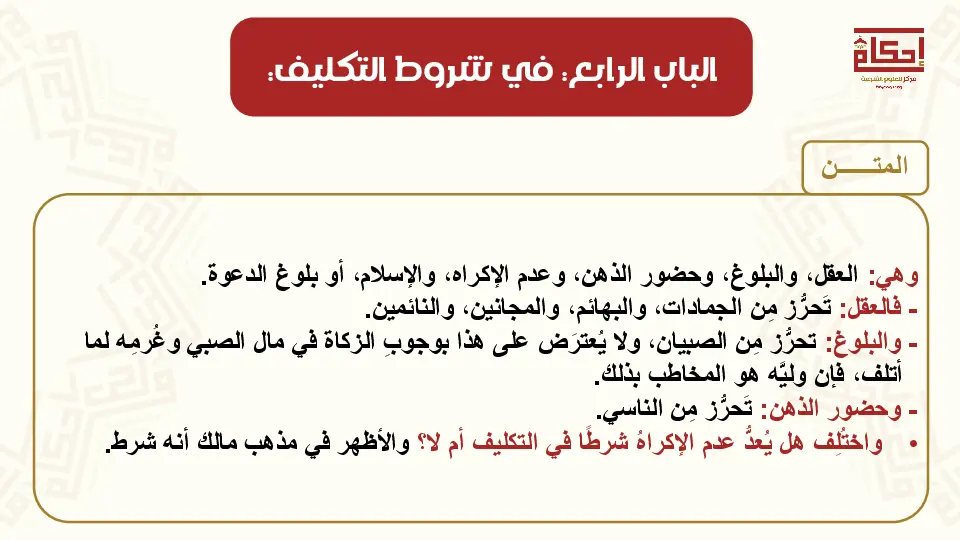 الباب الرابع: في شروط التكليف:
إحكام
مركز للعلوم الشرعية
المتــــــن
وهي: العقل، والبلوغ، وحضور الذهن، وعدم الإكراه، والإسلام، أو بلوغ الدعوة.
- فالعقل: تَحرُّز مِن الجمادات، والبهائم، والمجانين، والنائمين.
- والبلوغ: تحرُّز مِن الصبيان، ولا يُعترَض على هذا بوجوبِ الزكاة في مال الصبي وغُرمِه لما
أتلف، فإن وليَّه هو المخاطب بذلك.
- وحضور الذهن: تَحرُّز مِن الناسي.
• واختُلِف هل يُعدُّ عدم الإكراهُ شرطًا في التكليف أم لا؟ والأظهر في مذهب مالك أنه شرط.